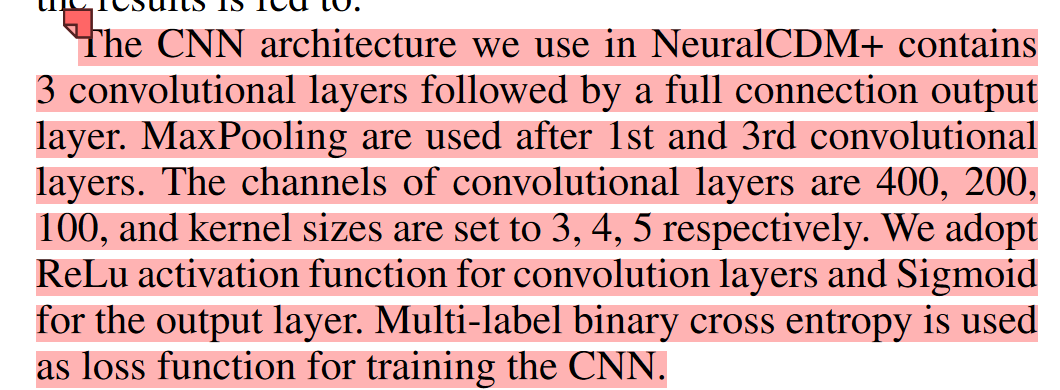 the results is fed to.
The CNN architecture we use in NeuralCDM+ contains
3 convolutional layers followed by a full connection output
layer. MaxPooling are used after 1st and 3rd convolutional
layers. The channels of convolutional layers are 400, 200,
100, and kernel sizes are set to 3, 4, 5 respectively. We adopt
ReLu activation function for convolution layers and Sigmoid
for the output layer. Multi-label binary cross entropy is used
as loss function for training the CNN.